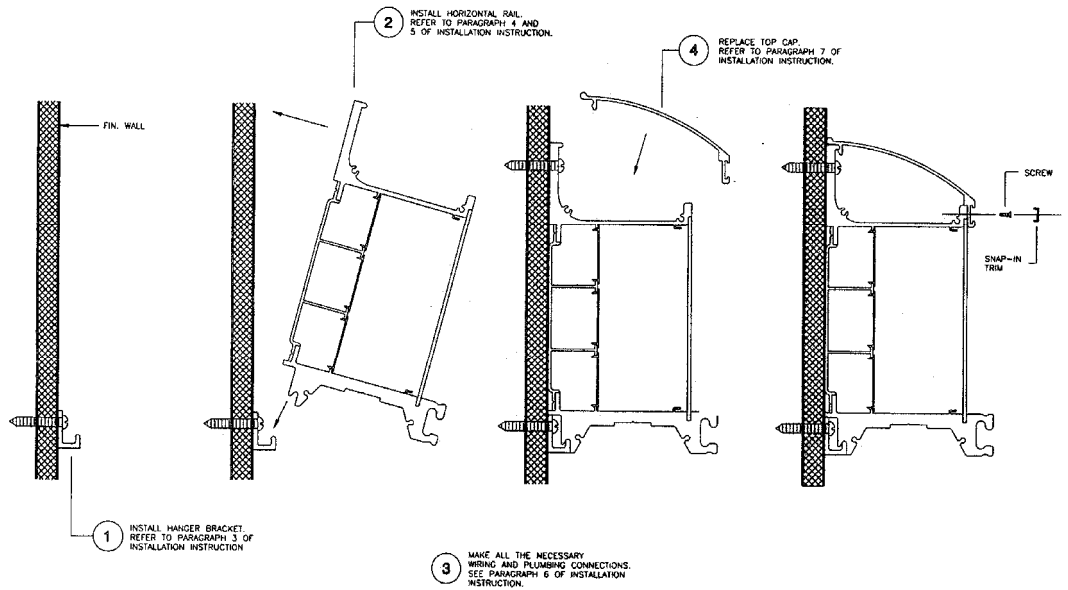 2
INSTALL HORIZONTAL RAIL.
REFER TO PARAGRAPH 4 AND
5 OF INSTALLATION INSTRUCTION.
4
REPLACE TOP CAP.
REFER TO PARAGRAPH 7 OF
INSTALLATION INSTRUCTION.
FIN. WALL
SCREW
SNAP-IN
TRIM
1
INSTALL HANGER BRACKET.
REFER TO PARAGRAPH 3 OF
INSTALLATION INSTRUCTION
3
MAKE ALL THE NECESSARY
WIRING AND PLUMBING CONNECTIONS.
SEE PARAGRAPH 6 OF INSTALLATION
INSTRUCTION.